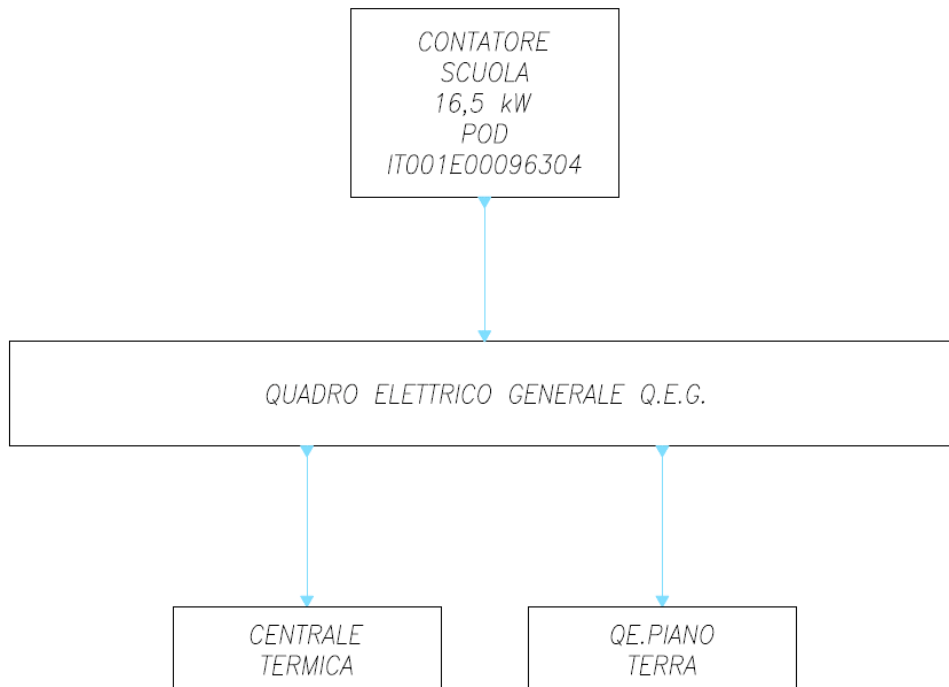 CONTATORE
SCUOLA
16,5 kW
POD
IT001E00096304
QUADRO ELETTRICO GENERALE Q.E.G.
CENTRALE
TERMICA
QE.PIANO
TERRA